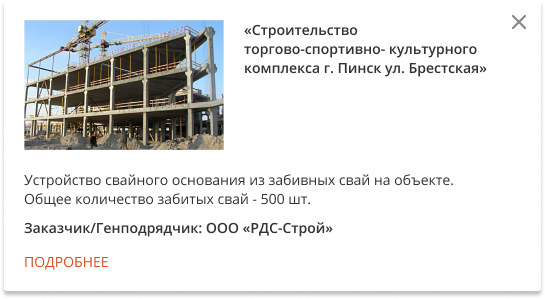 «Строительство
торгово-спортивно- культурного
комплекса г. Пинск ул. Брестская»
Устройство свайного основания из забивных свай на объекте.
Общее количество забитых свай - 500 шт.
Заказчик/Генподрядчик: ООО «РДС-Строй»
ПОДРОБНЕЕ